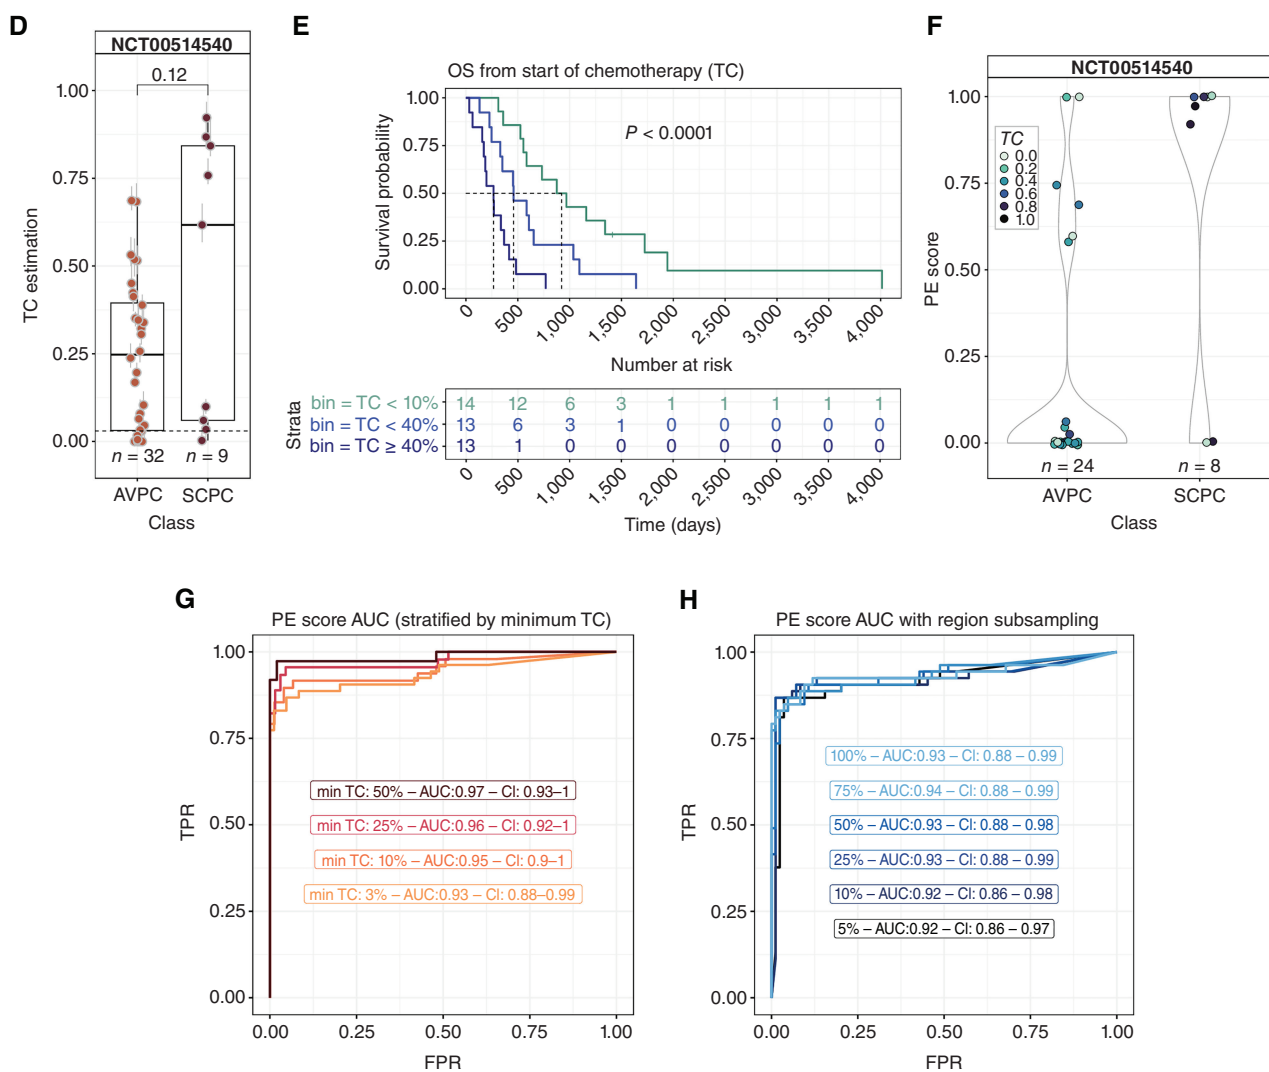 D
NCT00514540
0.12
1.00
0.75
0.50
0.25
0.00
TC estimation
n = 32
n = 9
AVPC
SCPC
Class
E
OS from start of chemotherapy (TC)
1.00
0.75
0.50
0.25
0.00
Survival probability
P < 0.0001
0 500 1,000 1,500 2,000 2,500 3,000 3,500 4,000
Number at risk
Strata
bin = TC < 10% 14 12 6 3 1 1 1 1 1
bin = TC < 40% 13 6 3 1 0 0 0 0 0
bin = TC ≥ 40% 13 1 0 0 0 0 0 0 0
0 500 1,000 1,500 2,000 2,500 3,000 3,500 4,000
Time (days)
F
NCT00514540
1.00
0.75
0.50
0.25
0.00
PE score
TC
0.0
0.2
0.4
0.6
0.8
1.0
n = 24
n = 8
AVPC
SCPC
Class
G
PE score AUC (stratified by minimum TC)
1.00
0.75
0.50
0.25
0.00
TPR
min TC: 50% – AUC:0.97 – CI: 0.93–1
min TC: 25% – AUC:0.96 – CI: 0.92–1
min TC: 10% – AUC:0.95 – CI: 0.9–1
min TC: 3% – AUC:0.93 – CI: 0.88–0.99
0.00 0.25 0.50 0.75 1.00
FPR
H
PE score AUC with region subsampling
1.00
0.75
0.50
0.25
0.00
TPR
100% – AUC:0.93 – CI: 0.88 – 0.99
75% – AUC:0.94 – CI: 0.88 – 0.99
50% – AUC:0.93 – CI: 0.88 – 0.98
25% – AUC:0.93 – CI: 0.88 – 0.99
10% – AUC:0.92 – CI: 0.86 – 0.98
5% – AUC:0.92 – CI: 0.86 – 0.97
0.00 0.25 0.50 0.75 1.00
FPR